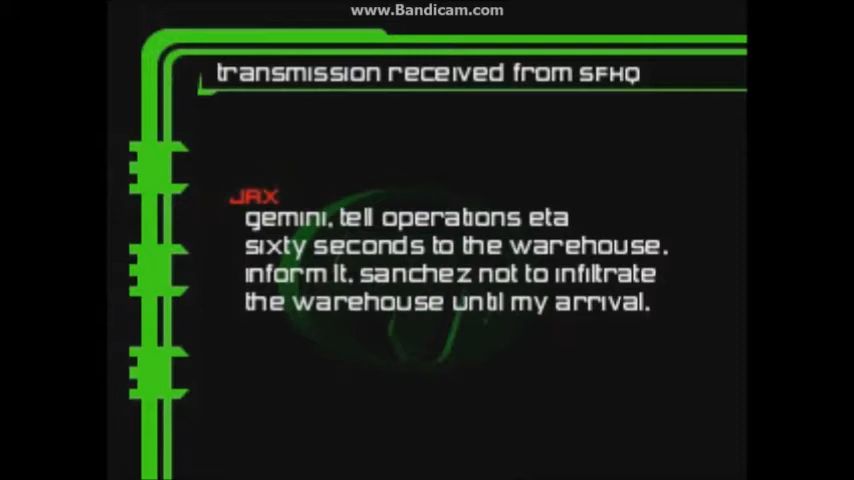 www.Bandicam.com
transmission received from SFHQ
JAX
gemini, tell operations eta
sixty seconds to the warehouse.
inform lt. sanchez not to infiltrate
the warehouse until my arrival.